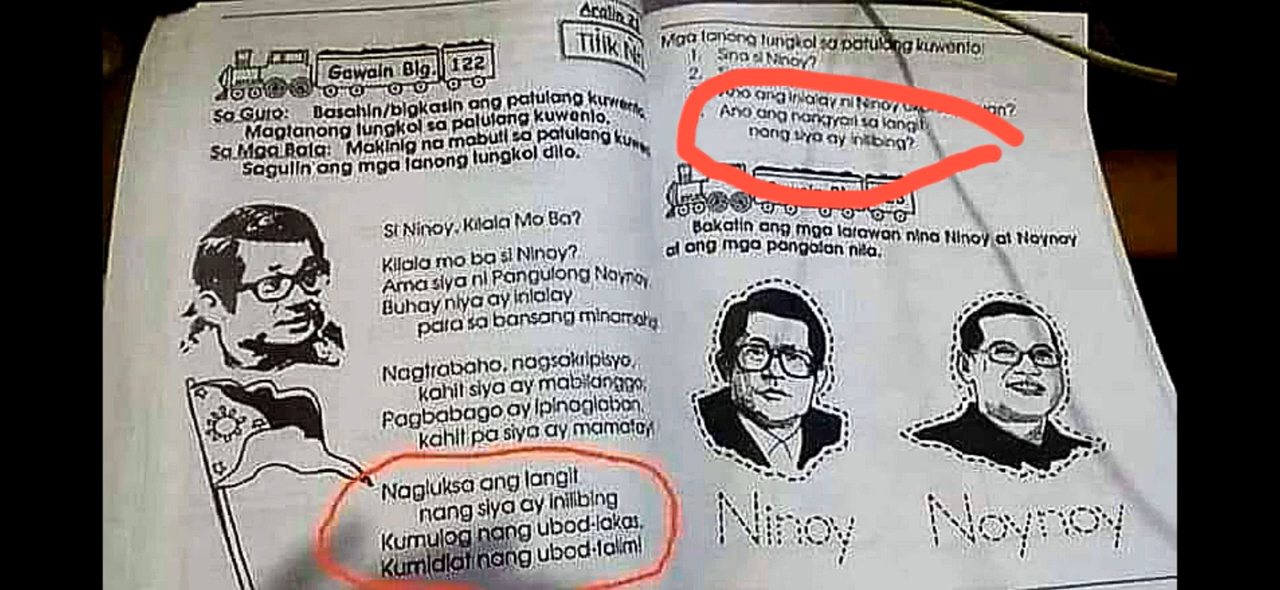 Aralin 21
Titik Nn
Gawain Blg. 122
Sa Guro: Basahin/bigkasin ang patulang kuwento.
Magtanong tungkol sa patulang kuwento.
Sa Mga Bata: Makinig na mabuti sa patulang
Sagutin ang mga tanong tungkol dito.
Si Ninoy, Kilala Mo Ba?
Kilala mo ba si Ninoy?
Ama siya ni Pangulong Noynoy
Buhay niya ay inialay
para sa bansang minamahal
Nagtrabaho, nagsakripisyo,
kahit siya ay mabilanggo,
Pagbabago ay ipinaglaban,
kahit pa siya ay mamatay!
Nagluksa ang langit
nang siya ay inilibing
Kumulog nang ubod-lakas,
Kumidlat nang ubod-talim!
Mga tanong tungkol sa patulang kuwento:
1. Sino si Ninoy?
2.
Ano ang inialay ni Ninoy
Ano ang nangyari sa langit
nang siya ay inilibing?
Bakatin ang mga larawan nina Ninoy at Noynoy
at ang mga pangalan nila.
Ninoy
Noynoy